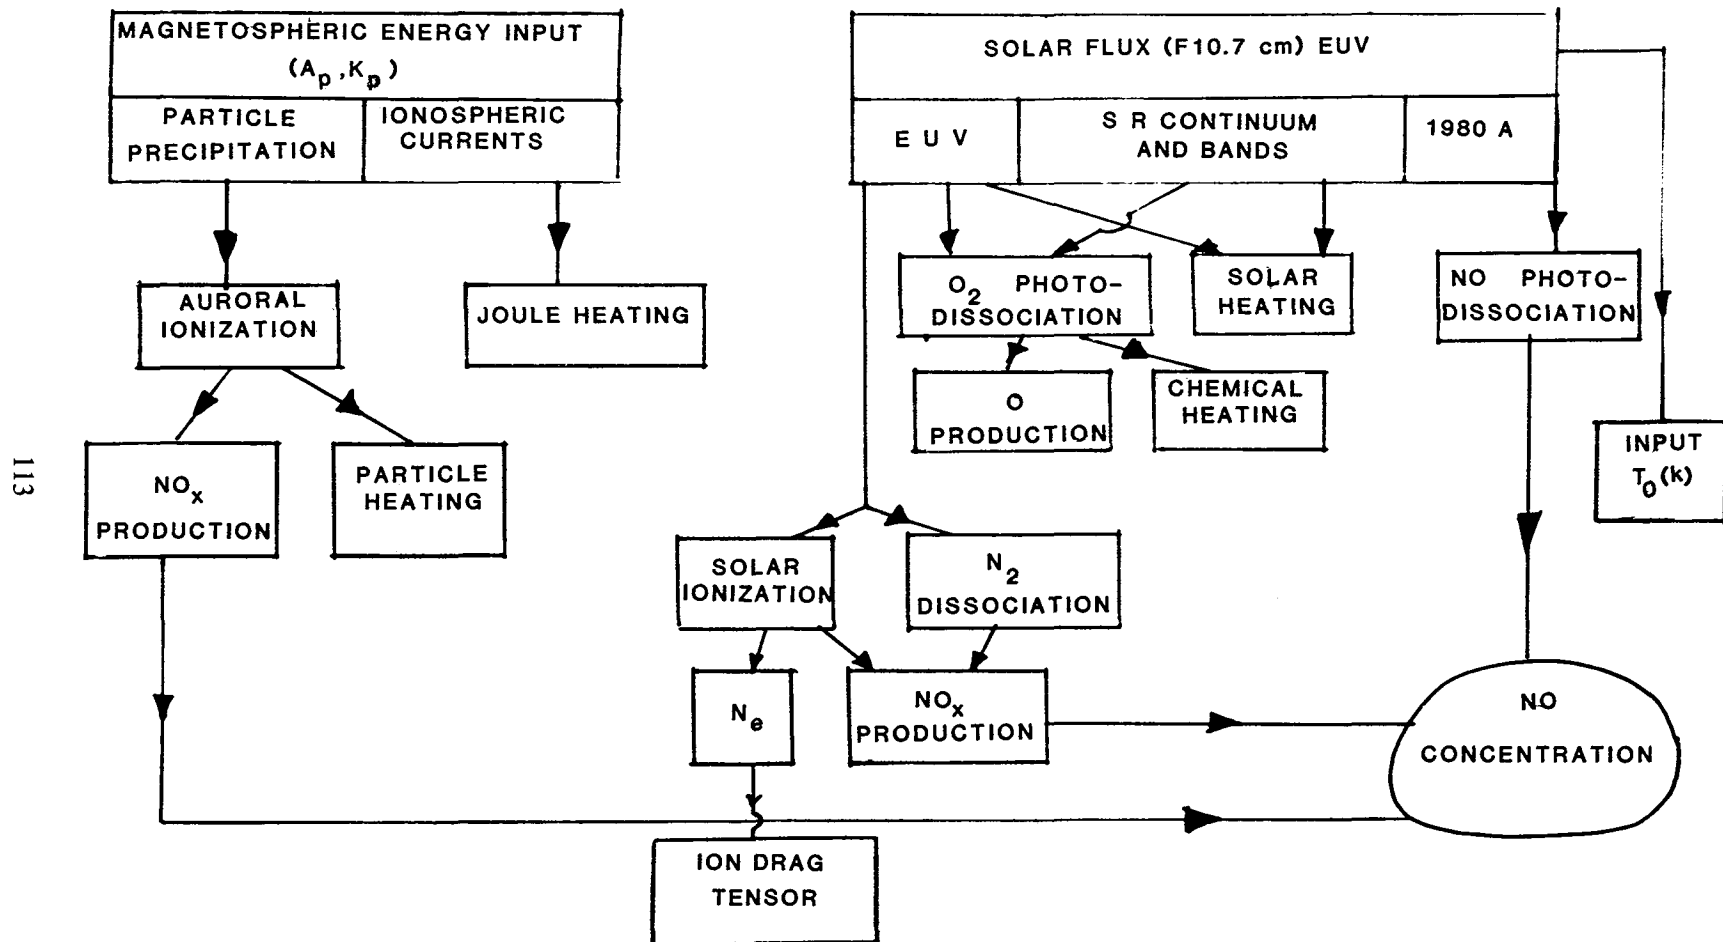 MAGNETOSPHERIC ENERGY INPUT
(Ap,Kp)
PARTICLE
PRECIPITATION
IONOSPHERIC
CURRENTS
SOLAR FLUX (F10.7 cm) EUV
E U V
S R CONTINUUM
AND BANDS
1980 A
AURORAL
IONIZATION
JOULE HEATING
O2 PHOTO-
DISSOCIATION
SOLAR
HEATING
NO PHOTO-
DISSOCIATION
O
PRODUCTION
CHEMICAL
HEATING
INPUT
T0(k)
NOx
PRODUCTION
PARTICLE
HEATING
113
SOLAR
IONIZATION
N2
DISSOCIATION
Ne
NOx
PRODUCTION
NO
CONCENTRATION
ION DRAG
TENSOR